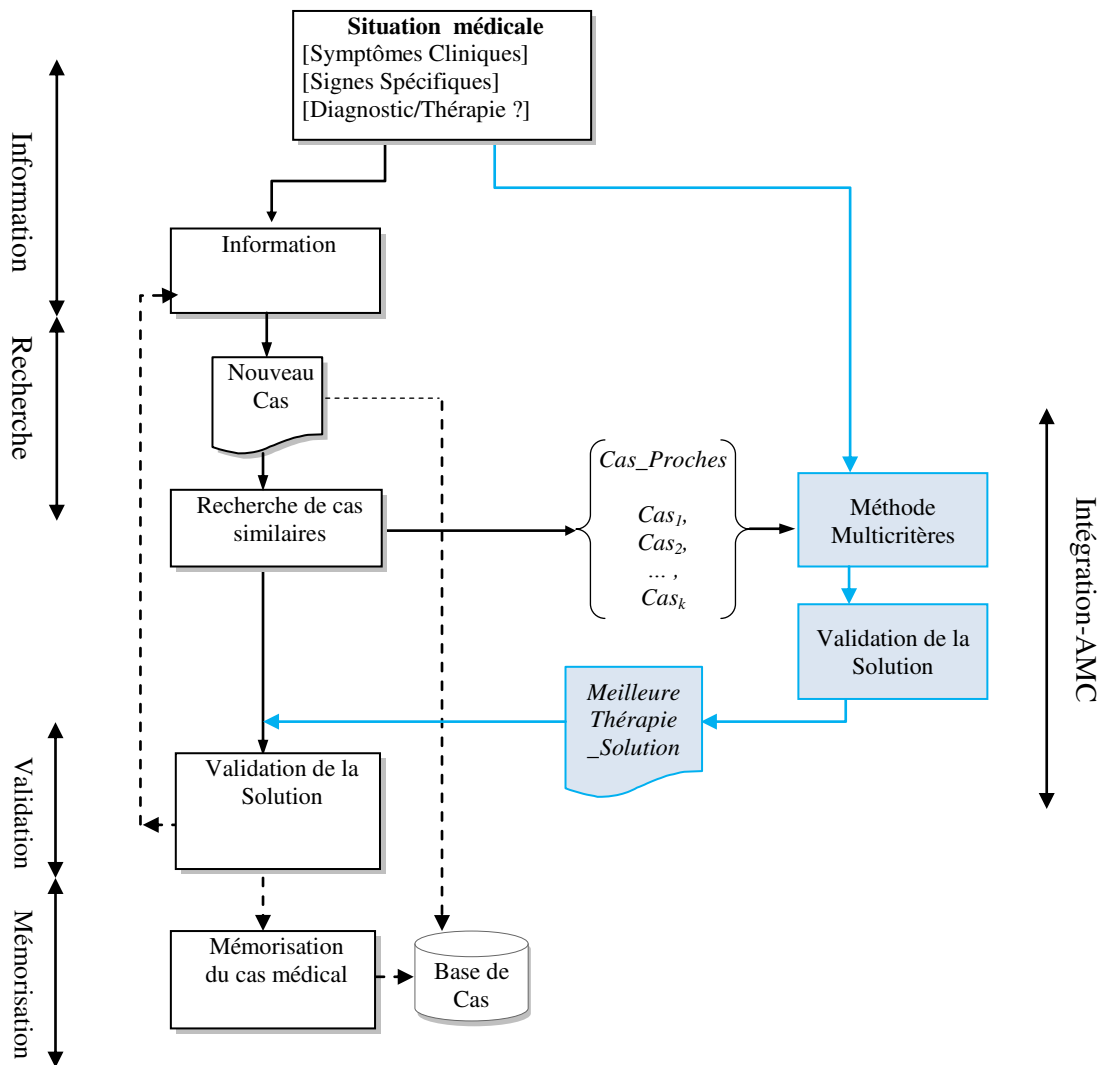 Situation médicale
[Symptômes Cliniques]
[Signes Spécifiques]
[Diagnostic/Thérapie ?]
Information
Information
Recherche
Nouveau
Cas
Recherche de cas
similaires
Cas_Proches
Cas1,
Cas2,
... ,
Cask
Méthode
Multicritères
Validation de la
Solution
Intégration-AMC
Meilleure
Thérapie
_Solution
Validation
Validation de la
Solution
Mémorisation
Mémorisation
du cas médical
Base de
Cas